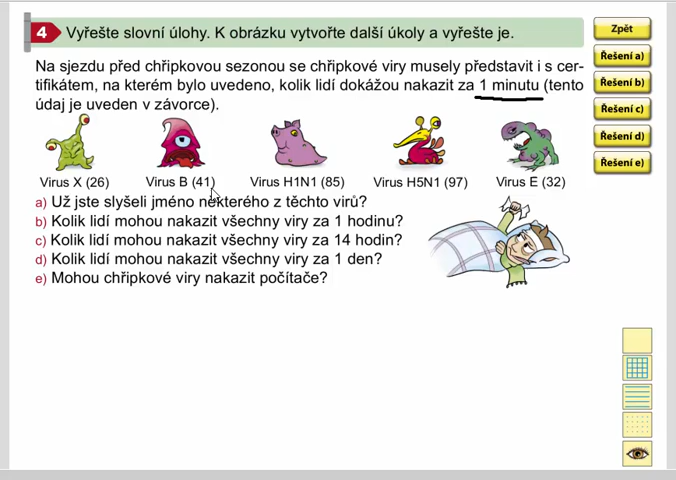 4 Vyřešte slovní úlohy. K obrázku vytvořte další úkoly a vyřešte je.
Zpět
Řešení a)
Řešení b)
Řešení c)
Řešení d)
Řešení e)
Na sjezdu před chřipkovou sezonou se chřipkové viry musely představit i s cer-
tifikátem, na kterém bylo uvedeno, kolik lidí dokážou nakazit za 1 minutu (tento
údaj je uveden v závorce).
Virus X (26) Virus B (41) Virus H1N1 (85) Virus H5N1 (97) Virus E (32)
a) Už jste slyšeli jméno některého z těchto virů?
b) Kolik lidí mohou nakazit všechny viry za 1 hodinu?
c) Kolik lidí mohou nakazit všechny viry za 14 hodin?
d) Kolik lidí mohou nakazit všechny viry za 1 den?
e) Mohou chřipkové viry nakazit počítače?